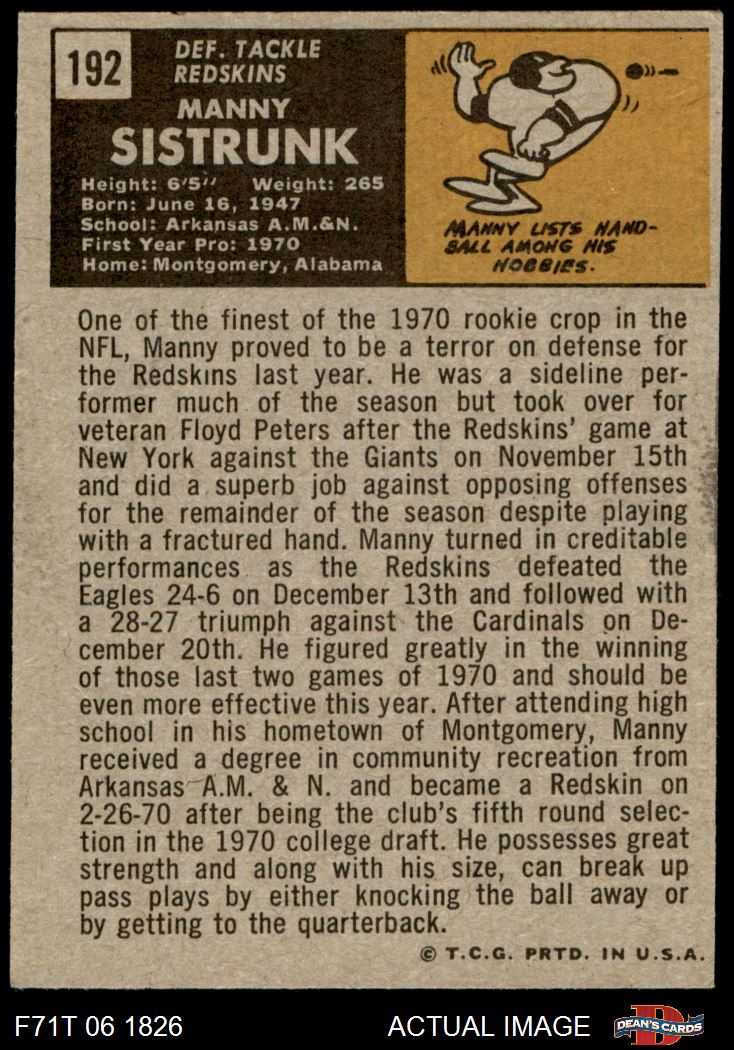 192
DEF. TACKLE
REDSKINS
MANNY
SISTRUNK
Height: 6'5" Weight: 265
Born: June 16, 1947
School: Arkansas A.M.&N.
First Year Pro: 1970
Home: Montgomery, Alabama
MANNY LISTS HAND-
BALL AMONG HIS
HOBBIES.
One of the finest of the 1970 rookie crop in the
NFL, Manny proved to be a terror on defense for
the Redskins last year. He was a sideline per-
former much of the season but took over for
veteran Floyd Peters after the Redskins' game at
New York against the Giants on November 15th
and did a superb job against opposing offenses
for the remainder of the season despite playing
with a fractured hand. Manny turned in creditable
performances as the Redskins defeated the
Eagles 24-6 on December 13th and followed with
a 28-27 triumph against the Cardinals on De-
cember 20th. He figured greatly in the winning
of those last two games of 1970 and should be
even more effective this year. After attending high
school in his hometown of Montgomery, Manny
received a degree in community recreation from
Arkansas A.M. & N. and became a Redskin on
2-26-70 after being the club's fifth round selec-
tion in the 1970 college draft. He possesses great
strength and along with his size, can break up
pass plays by either knocking the ball away or
by getting to the quarterback.
© T.C.G. PRTD. IN U.S.A.
F71T 06 1826 ACTUAL IMAGE DEAN'S CARDS